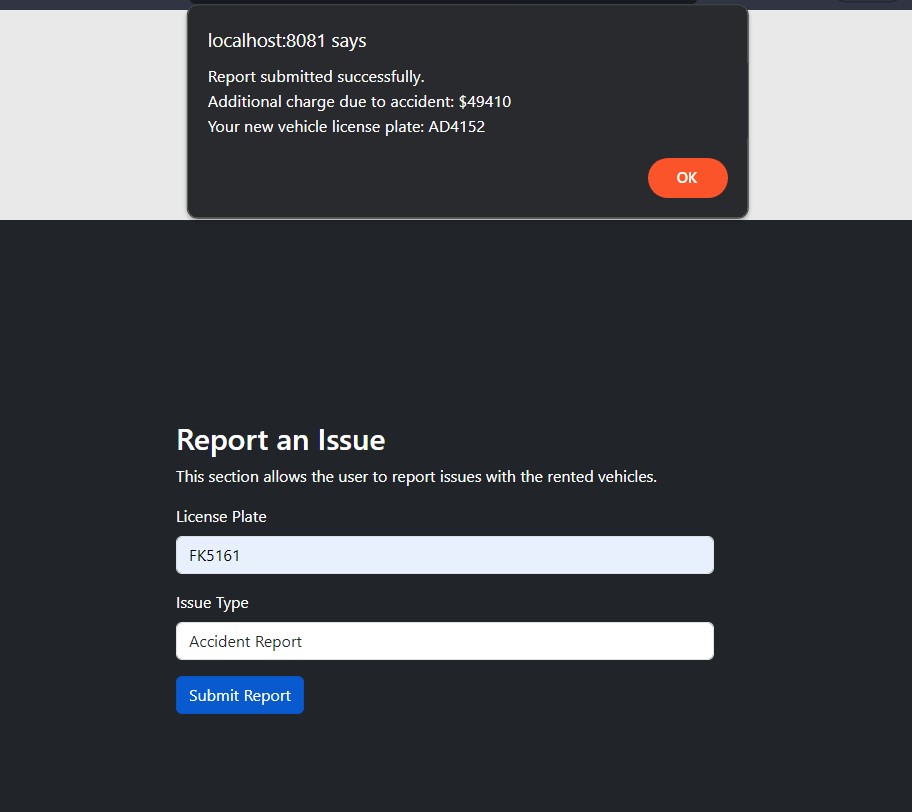 localhost:8081 says
Report submitted successfully.
Additional charge due to accident: $49410
Your new vehicle license plate: AD4152
OK
Report an Issue
This section allows the user to report issues with the rented vehicles.
License Plate
FK5161
Issue Type
Accident Report
Submit Report